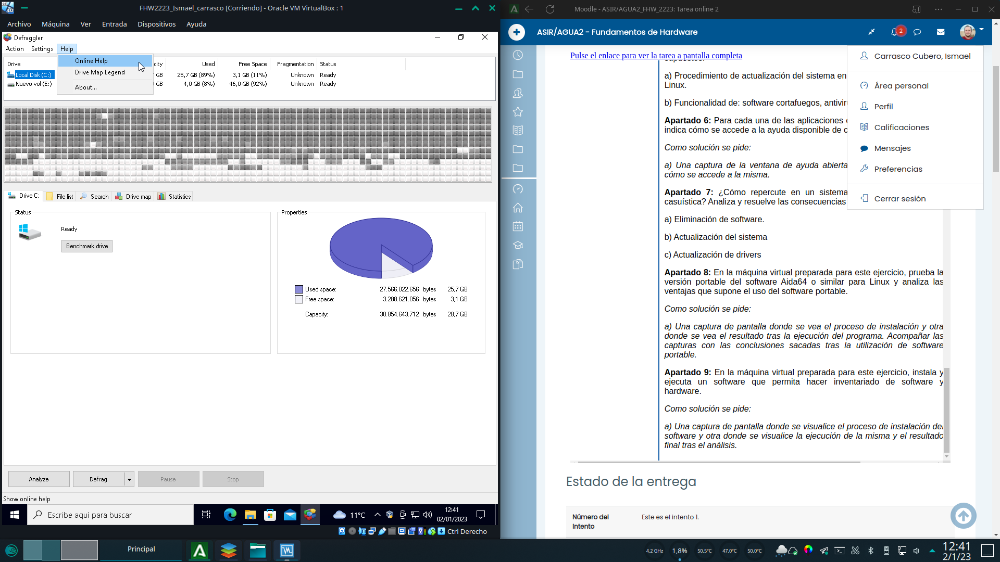 FHW2223_Ismael_carrasco [Corriendo] - Oracle VM VirtualBox : 1
Archivo Máquina Ver Entrada Dispositivos Ayuda
Defraggler
Action Settings Help
Online Help
Drive Map Legend
About...
Drive Used Free Space Fragmentation Status
Local Disk (C:) GB 25,7 GB (89%) 3,1 GB (11%) Unknown Ready
Nuevo vol (E:) GB 4,0 GB (8%) 46,0 GB (92%) Unknown Ready
Drive C: File list Search Drive map Statistics
Status
Ready
Benchmark drive
Properties
Used space: 27.566.022.656 bytes 25,7 GB
Free space: 3.288.621.056 bytes 3,1 GB
Capacity: 30.854.643.712 bytes 28,7 GB
Analyze Defrag Pause Stop
Show online help
Escribe aquí para buscar
11°C
12:41
02/01/2023
Ctrl Derecho
Moodle - ASIR/AGUA2_FHW_2223: Tarea online 2
ASIR/AGUA2 - Fundamentos de Hardware
2
Pulse el enlace para ver la tarea a pantalla completa
a) Procedimiento de actualización del sistema en
Linux.
b) Funcionalidad de: software cortafuegos,
Apartado 6: Para cada una de las aplicaciones
indica cómo se accede a la ayuda disponible de
Como solución se pide:
a) Una captura de la ventana de ayuda abierta
cómo se accede a la misma.
Apartado 7: ¿Cómo repercute en un sistema
casuística? Analiza y resuelve las consecuencias
a) Eliminación de software.
b) Actualización del sistema
c) Actualización de drivers
Apartado 8: En la máquina virtual preparada para este ejercicio, prueba la
versión portable del software Aida64 o similar para Linux y analiza las
ventajas que supone el uso del software portable.
Como solución se pide:
a) Una captura de pantalla donde se vea el proceso de instalación y otra
donde se vea el resultado tras la ejecución del programa. Acompañar las
capturas con las conclusiones sacadas tras la utilización de software
portable.
Apartado 9: En la máquina virtual preparada para este ejercicio, instala y
ejecuta un software que permita hacer inventariado de software y
hardware.
Como solución se pide:
a) Una captura de pantalla donde se visualice el proceso de instalación del
software y otra donde se visualice la ejecución de la misma y el resultado
final tras el análisis.
Carrasco Cubero, Ismael
Área personal
Perfil
Calificaciones
Mensajes
Preferencias
Cerrar sesión
Estado de la entrega
Número del Este es el intento 1.
Intento
Principal
4,2 GHz 1,8% 50,5°C 47,0°C 50,0°C
12:41
2/1/23